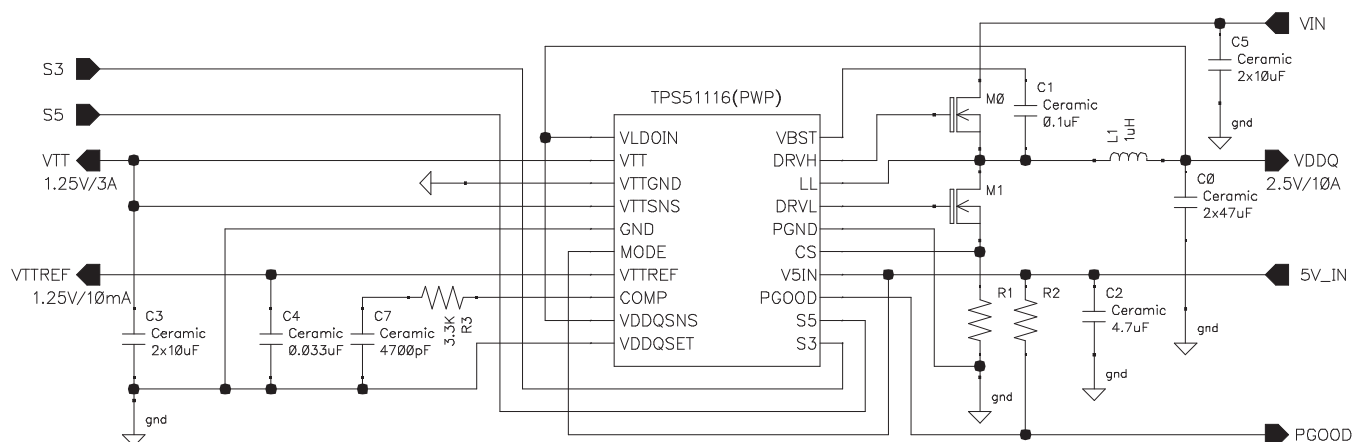 VIN
C5
Ceramic
2x10uF
gnd
S3
S5
VTT
1.25V/3A
VTTREF
1.25V/10mA
C3
Ceramic
2x10uF
C4
Ceramic
0.033uF
C7
Ceramic
4700pF
3.3K
R3
gnd
TPS51116(PWP)
VLDOIN
VTT
VTTGND
VTTSNS
GND
MODE
VTTREF
COMP
VDDQSNS
VDDQSET
VBST
DRVH
LL
DRVL
PGND
CS
V5IN
PGOOD
S5
S3
M0
M1
C1
Ceramic
0.1uF
L1
1uH
VDDQ
2.5V/10A
C0
Ceramic
2x47uF
gnd
5V_IN
R1
R2
C2
Ceramic
4.7uF
gnd
gnd
PGOOD